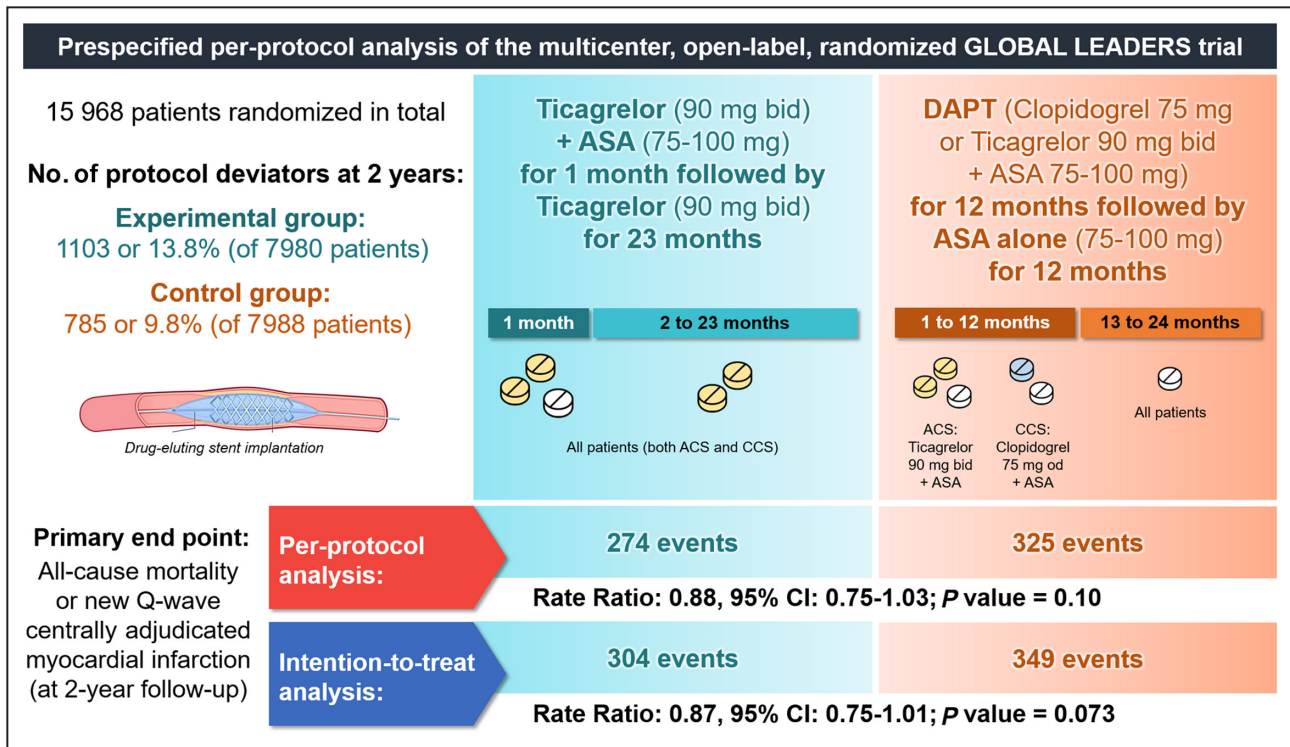 Prespecified per-protocol analysis of the multicenter, open-label, randomized GLOBAL LEADERS trial
15 968 patients randomized in total
No. of protocol deviators at 2 years:
Experimental group:
1103 or 13.8% (of 7980 patients)
Control group:
785 or 9.8% (of 7988 patients)
Drug-eluting stent implantation
Ticagrelor (90 mg bid)
+ ASA (75-100 mg)
for 1 month followed by
Ticagrelor (90 mg bid)
for 23 months
1 month
2 to 23 months
All patients (both ACS and CCS)
DAPT (Clopidogrel 75 mg
or Ticagrelor 90 mg bid
+ ASA 75-100 mg)
for 12 months followed by
ASA alone (75-100 mg)
for 12 months
1 to 12 months
13 to 24 months
ACS:
Ticagrelor
90 mg bid
+ ASA
CCS:
Clopidogrel
75 mg od
+ ASA
All patients
Primary end point:
All-cause mortality
or new Q-wave
centrally adjudicated
myocardial infarction
(at 2-year follow-up)
Per-protocol
analysis:
274 events
325 events
Rate Ratio: 0.88, 95% CI: 0.75-1.03; P value = 0.10
Intention-to-treat
analysis:
304 events
349 events
Rate Ratio: 0.87, 95% CI: 0.75-1.01; P value = 0.073